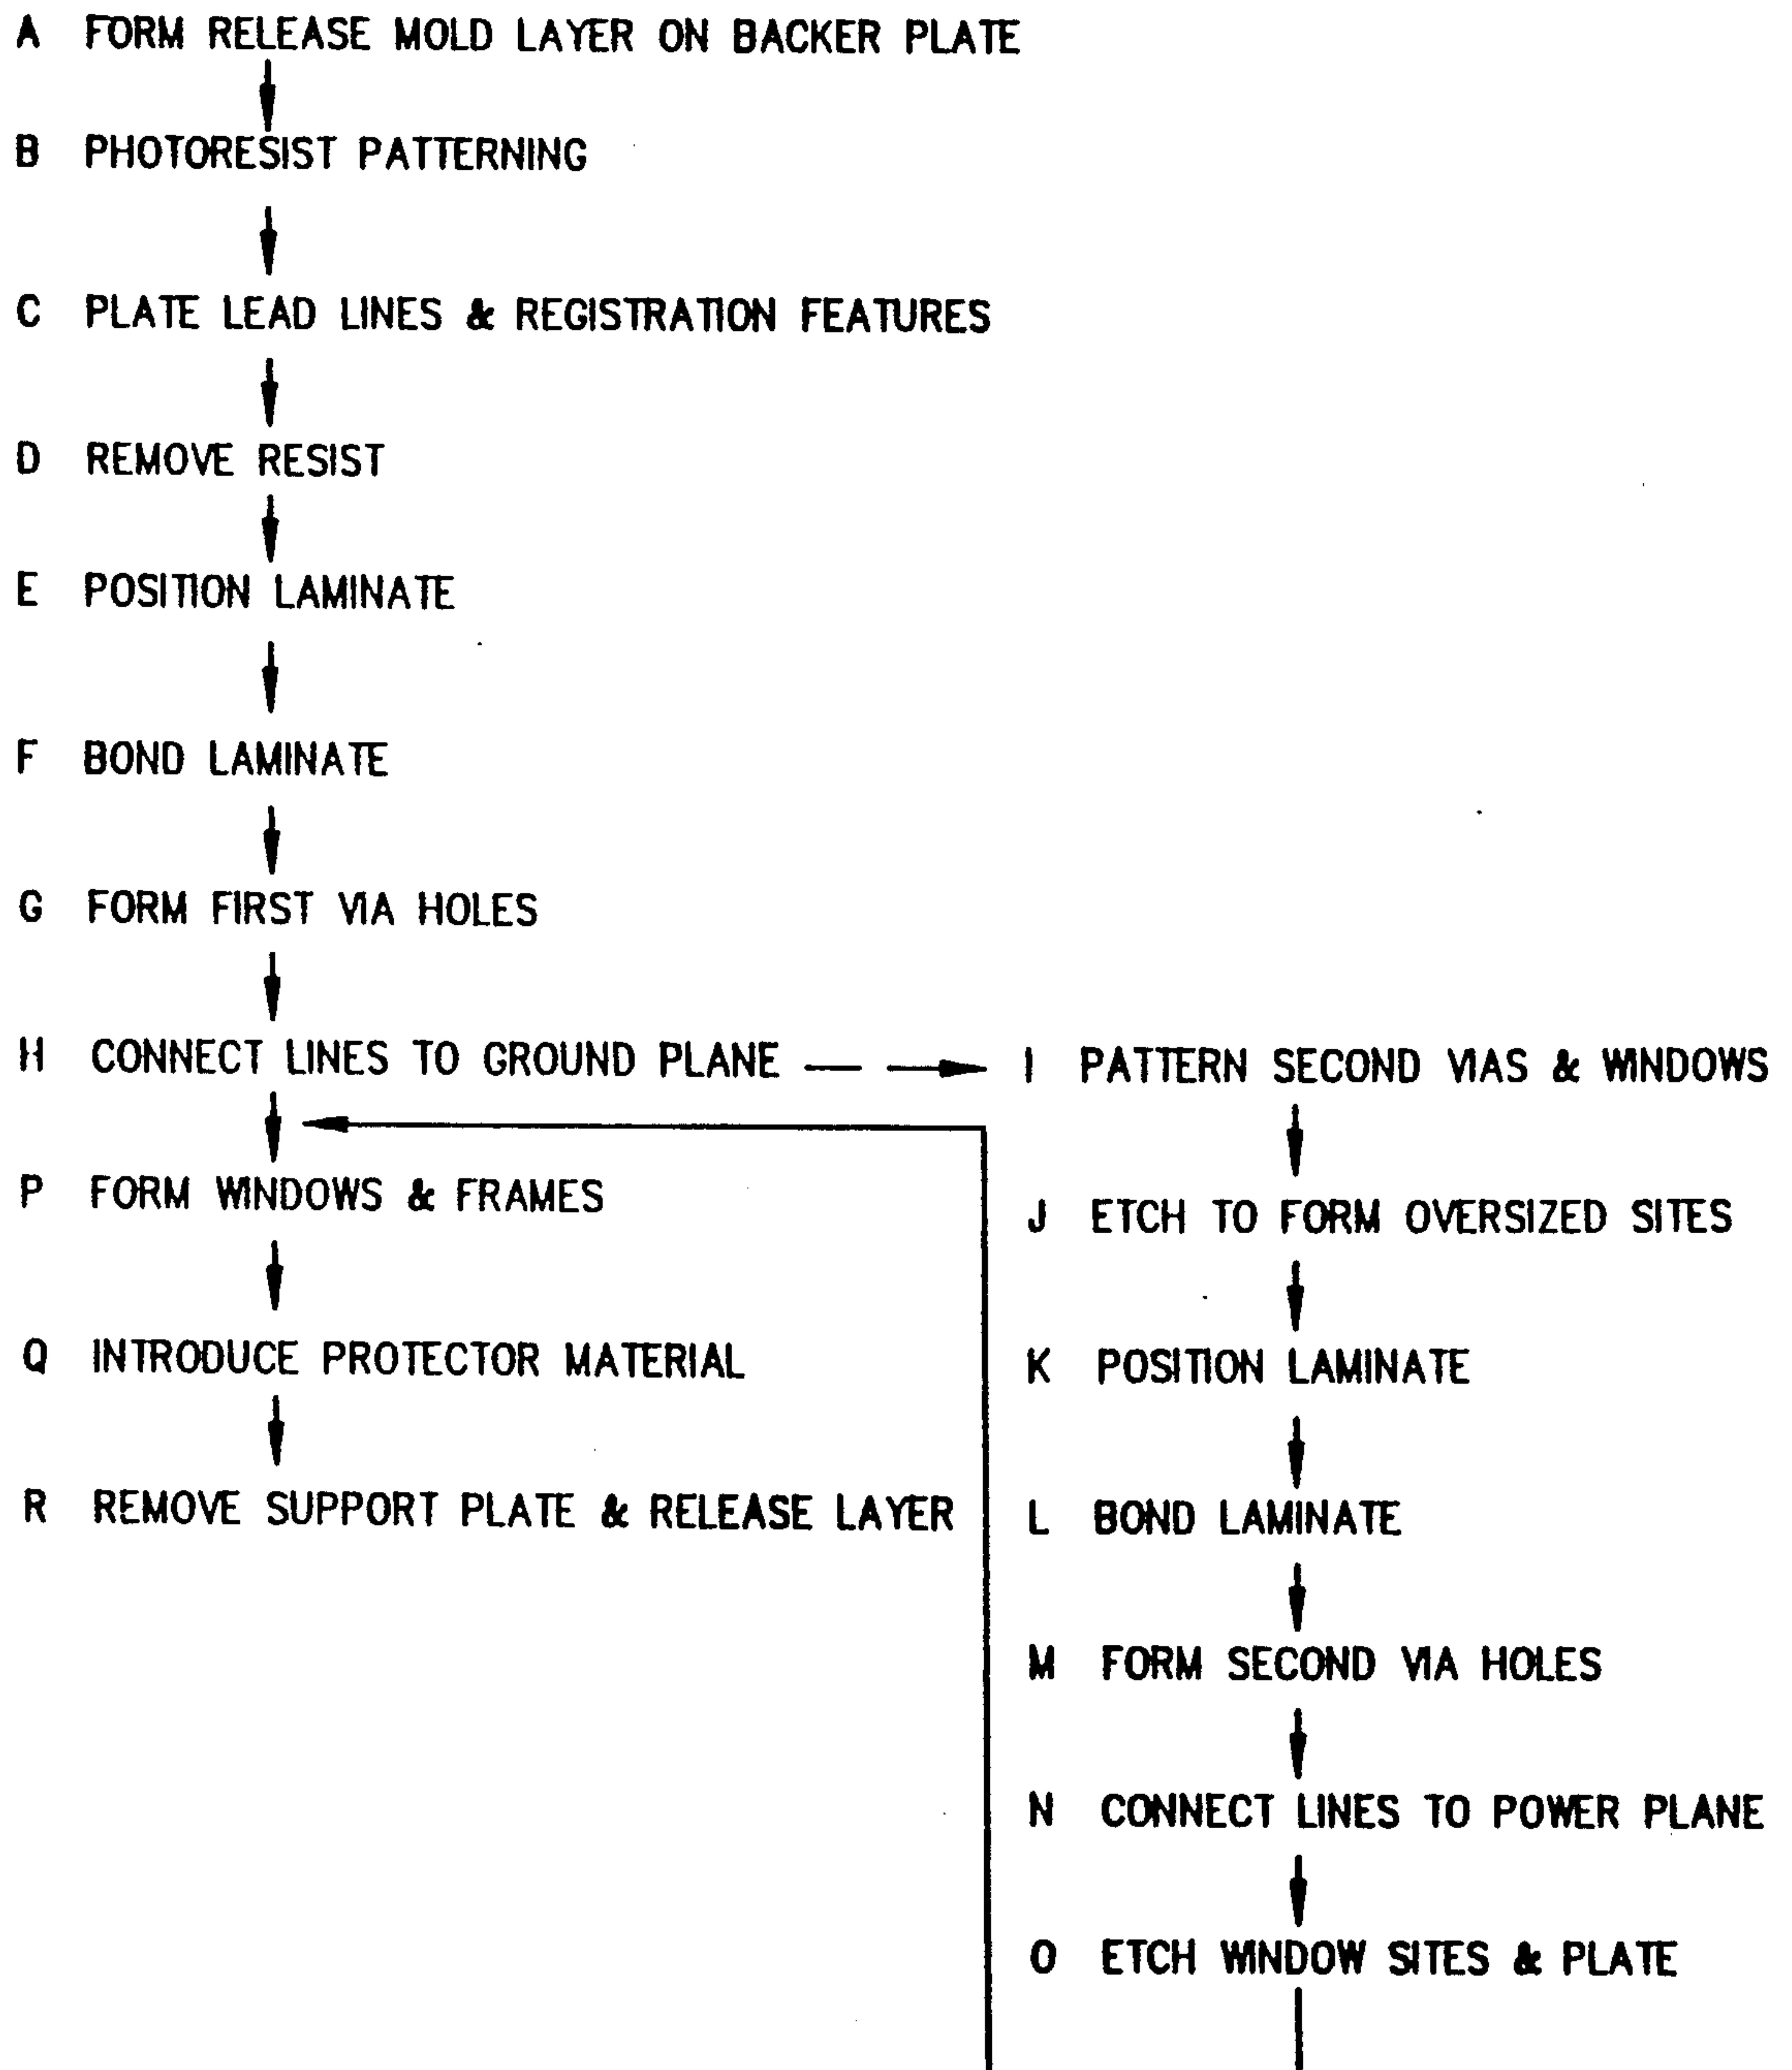 A FORM RELEASE MOLD LAYER ON BACKER PLATE
B PHOTORESIST PATTERNING
C PLATE LEAD LINES & REGISTRATION FEATURES
D REMOVE RESIST
E POSITION LAMINATE
F BOND LAMINATE
G FORM FIRST VIA HOLES
H CONNECT LINES TO GROUND PLANE
P FORM WINDOWS & FRAMES
Q INTRODUCE PROTECTOR MATERIAL
R REMOVE SUPPORT PLATE & RELEASE LAYER
I PATTERN SECOND VIAS & WINDOWS
J ETCH TO FORM OVERSIZED SITES
K POSITION LAMINATE
L BOND LAMINATE
M FORM SECOND VIA HOLES
N CONNECT LINES TO POWER PLANE
O ETCH WINDOW SITES & PLATE